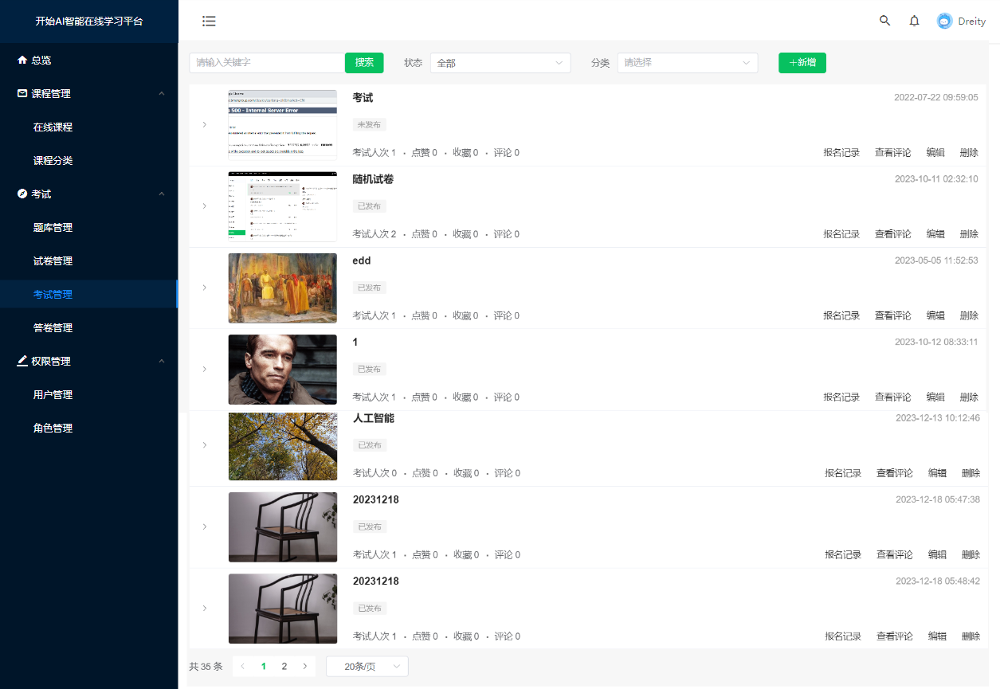 开始AI智能在线学习平台
Dreity
总览
课程管理
在线课程
课程分类
考试
题库管理
试卷管理
考试管理
答卷管理
权限管理
用户管理
角色管理
请输入关键字 搜索 状态 全部 分类 请选择 +新增
500 - Internal Server Error
考试 2022-07-22 09:59:05
未发布
考试人次 1 · 点赞 0 · 收藏 0 · 评论 0 报名记录 查看评论 编辑 删除
随机试卷 2023-10-11 02:32:10
已发布
考试人次 2 · 点赞 0 · 收藏 0 · 评论 0 报名记录 查看评论 编辑 删除
edd 2023-05-05 11:52:53
已发布
考试人次 1 · 点赞 0 · 收藏 0 · 评论 0 报名记录 查看评论 编辑 删除
1 2023-10-12 08:33:11
已发布
考试人次 1 · 点赞 0 · 收藏 0 · 评论 0 报名记录 查看评论 编辑 删除
人工智能 2023-12-13 10:12:46
已发布
考试人次 0 · 点赞 0 · 收藏 0 · 评论 0 报名记录 查看评论 编辑 删除
20231218 2023-12-18 05:47:38
已发布
考试人次 1 · 点赞 0 · 收藏 0 · 评论 0 报名记录 查看评论 编辑 删除
20231218 2023-12-18 05:48:42
已发布
考试人次 1 · 点赞 0 · 收藏 0 · 评论 0 报名记录 查看评论 编辑 删除
共 35 条 1 2 20条/页